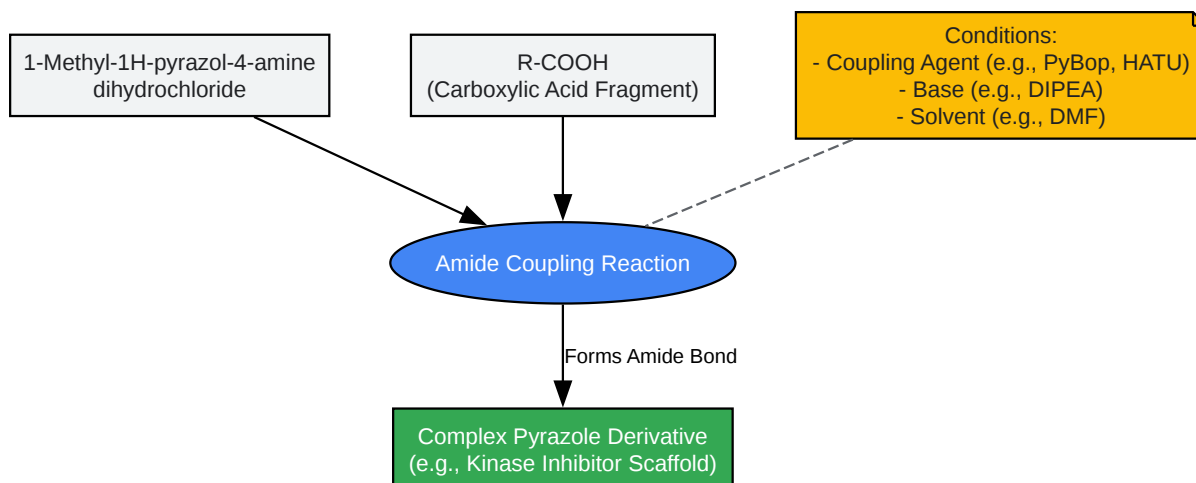 1-Methyl-1H-pyrazol-4-amine
dihydrochloride
R-COOH
(Carboxylic Acid Fragment)
Conditions:
- Coupling Agent (e.g., PyBop, HATU)
- Base (e.g., DIPEA)
- Solvent (e.g., DMF)
Amide Coupling Reaction
Forms Amide Bond
Complex Pyrazole Derivative
(e.g., Kinase Inhibitor Scaffold)